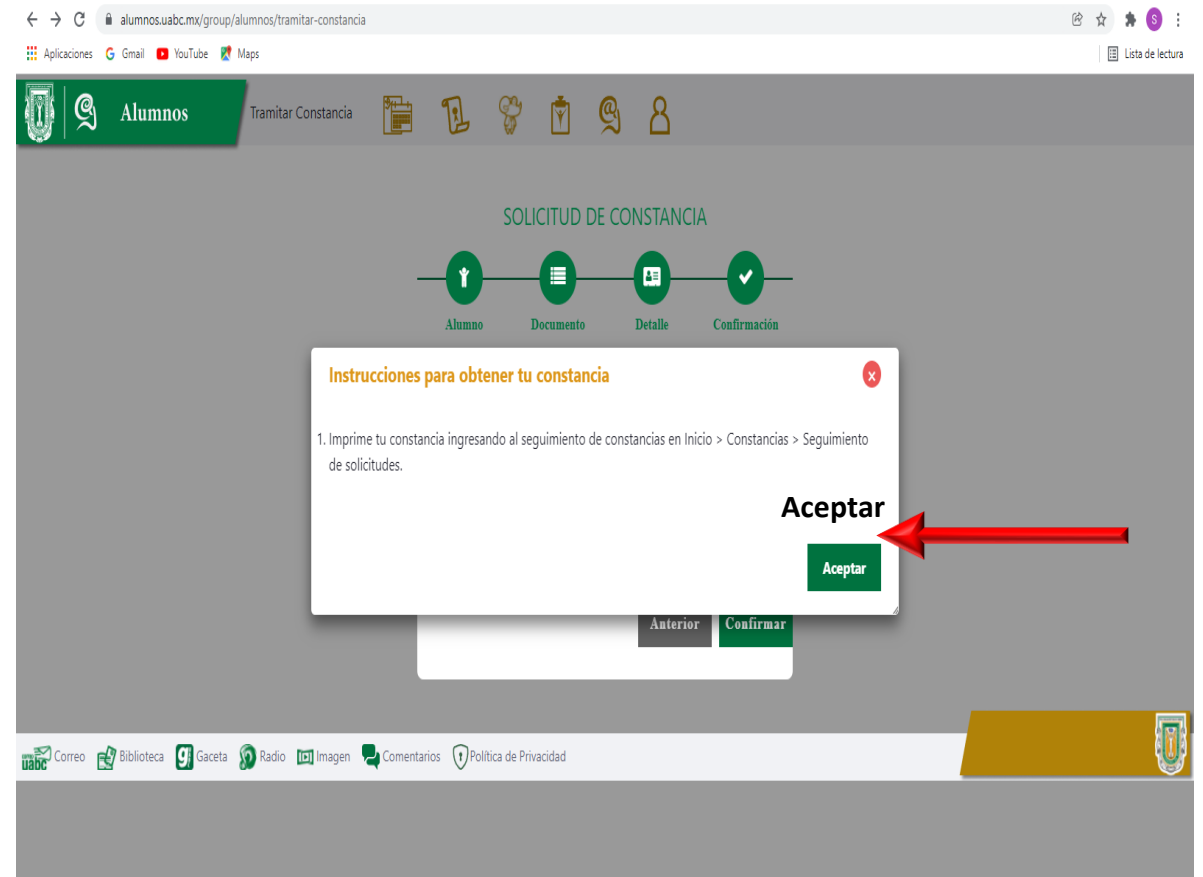 alumnos.uabc.mx/group/alumnos/tramitar-constancia
S
Aplicaciones G Gmail YouTube Maps Lista de lectura
Alumnos Tramitar Constancia
SOLICITUD DE CONSTANCIA
Alumno Documento Detalle Confirmación
Instrucciones para obtener tu constancia
1. Imprime tu constancia ingresando al seguimiento de constancias en Inicio > Constancias > Seguimiento
de solicitudes.
Aceptar
Aceptar
Anterior Confirmar
uabc Correo Biblioteca g Gaceta Radio Imagen Comentarios Política de Privacidad